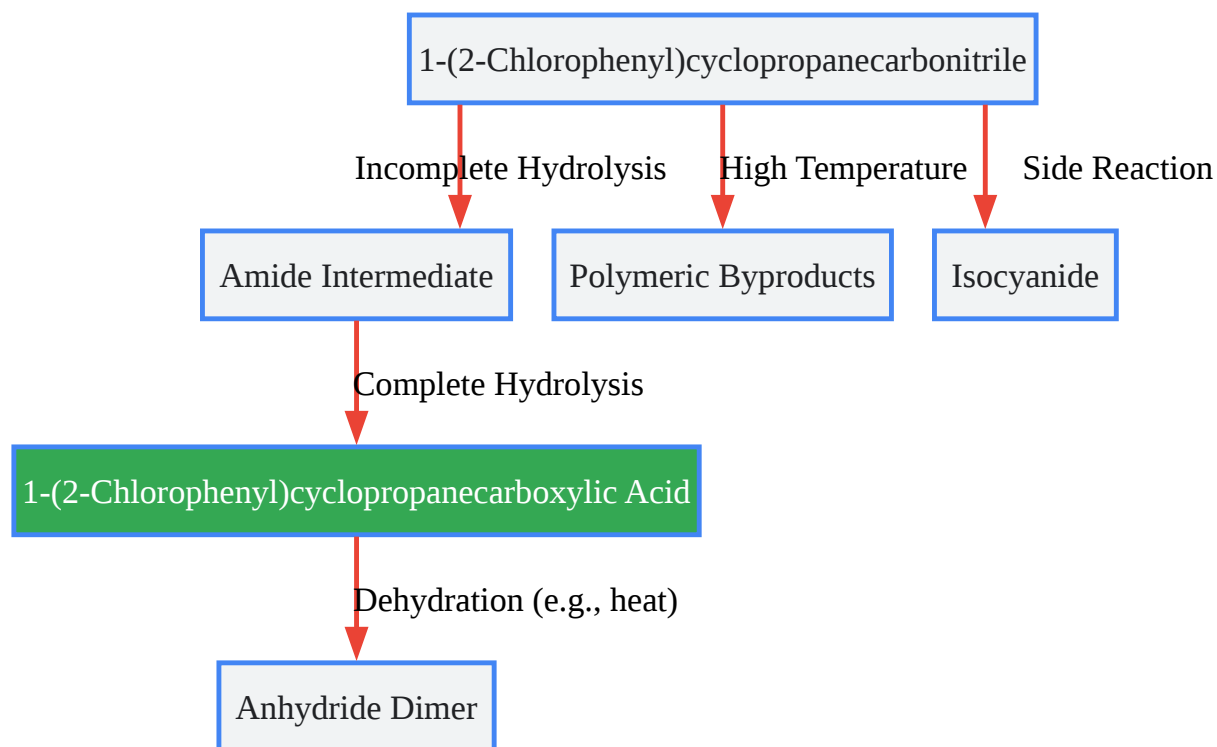 1-(2-Chlorophenyl)cyclopropanecarbonitrile
Incomplete Hydrolysis
High Temperature
Side Reaction
Amide Intermediate
Polymeric Byproducts
Isocyanide
Complete Hydrolysis
1-(2-Chlorophenyl)cyclopropanecarboxylic Acid
Dehydration (e.g., heat)
Anhydride Dimer